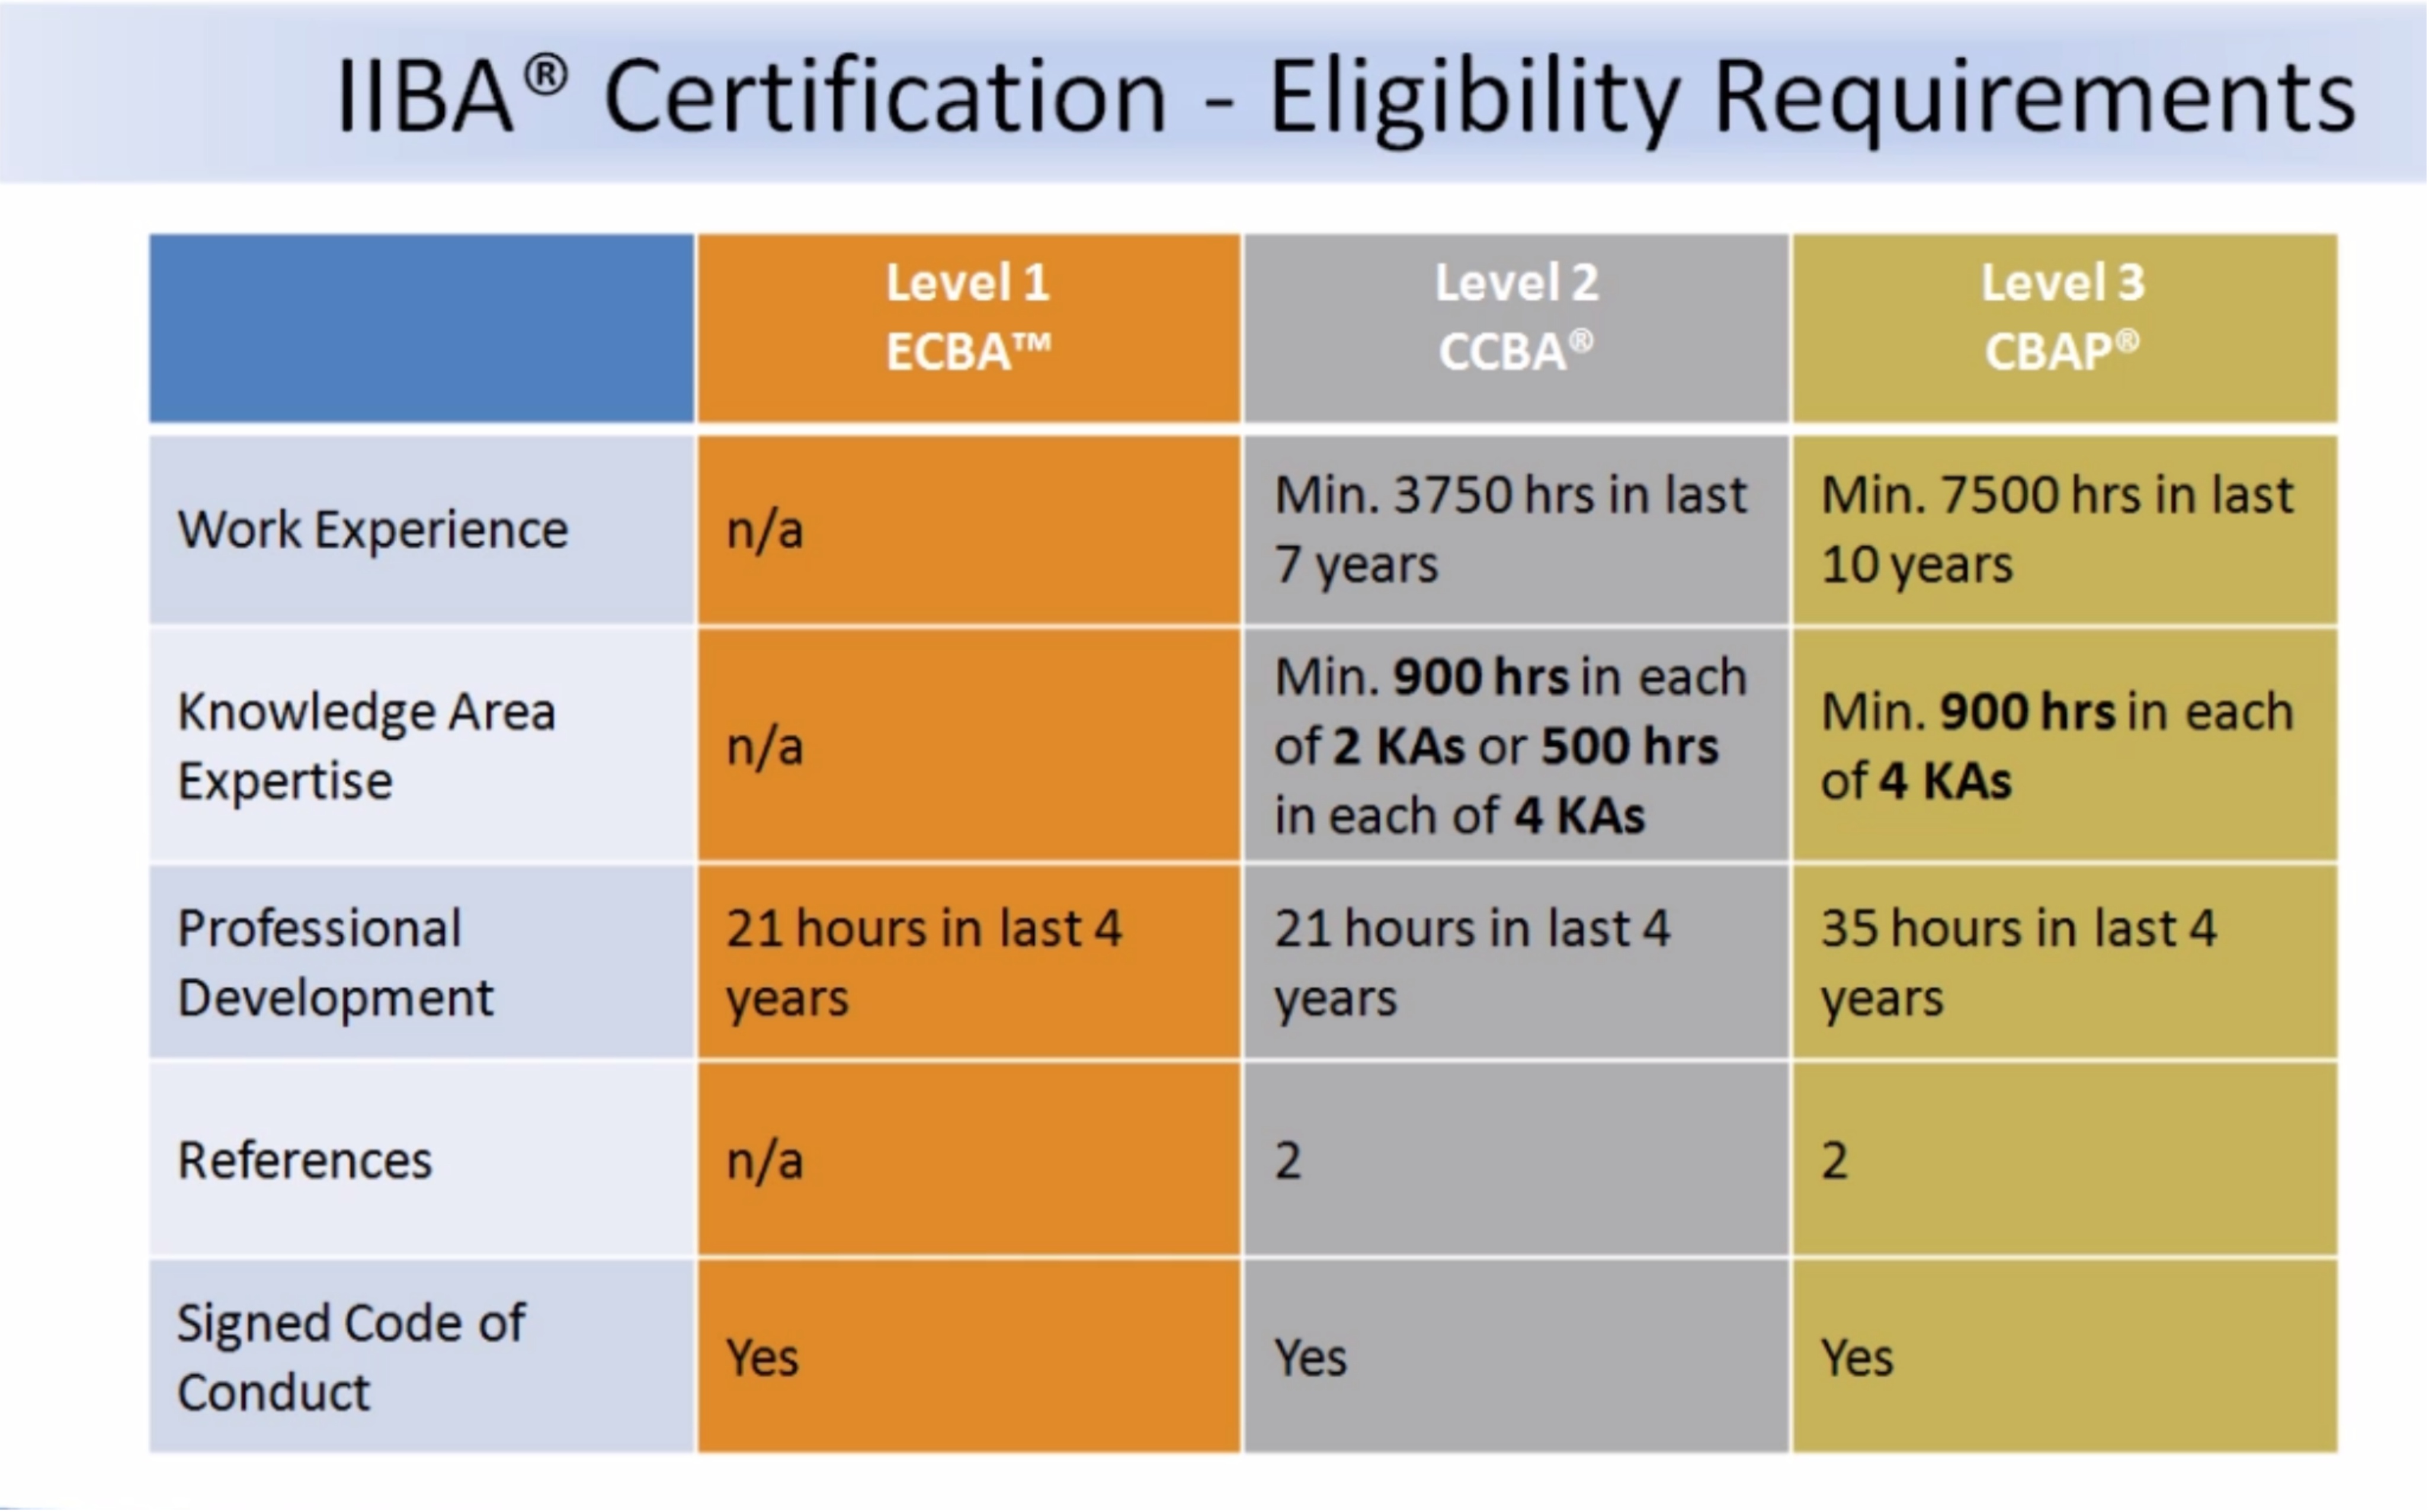 IIBA® Certification - Eligibility Requirements
Level 1
ECBA™
Level 2
CCBA®
Level 3
CBAP®
Work Experience
n/a
Min. 3750 hrs in last
7 years
Min. 7500 hrs in last
10 years
Knowledge Area
Expertise
n/a
Min. 900 hrs in each
of 2 KAs or 500 hrs
in each of 4 KAs
Min. 900 hrs in each
of 4 KAs
Professional
Development
21 hours in last 4
years
21 hours in last 4
years
35 hours in last 4
years
References
n/a
2
2
Signed Code of
Conduct
Yes
Yes
Yes